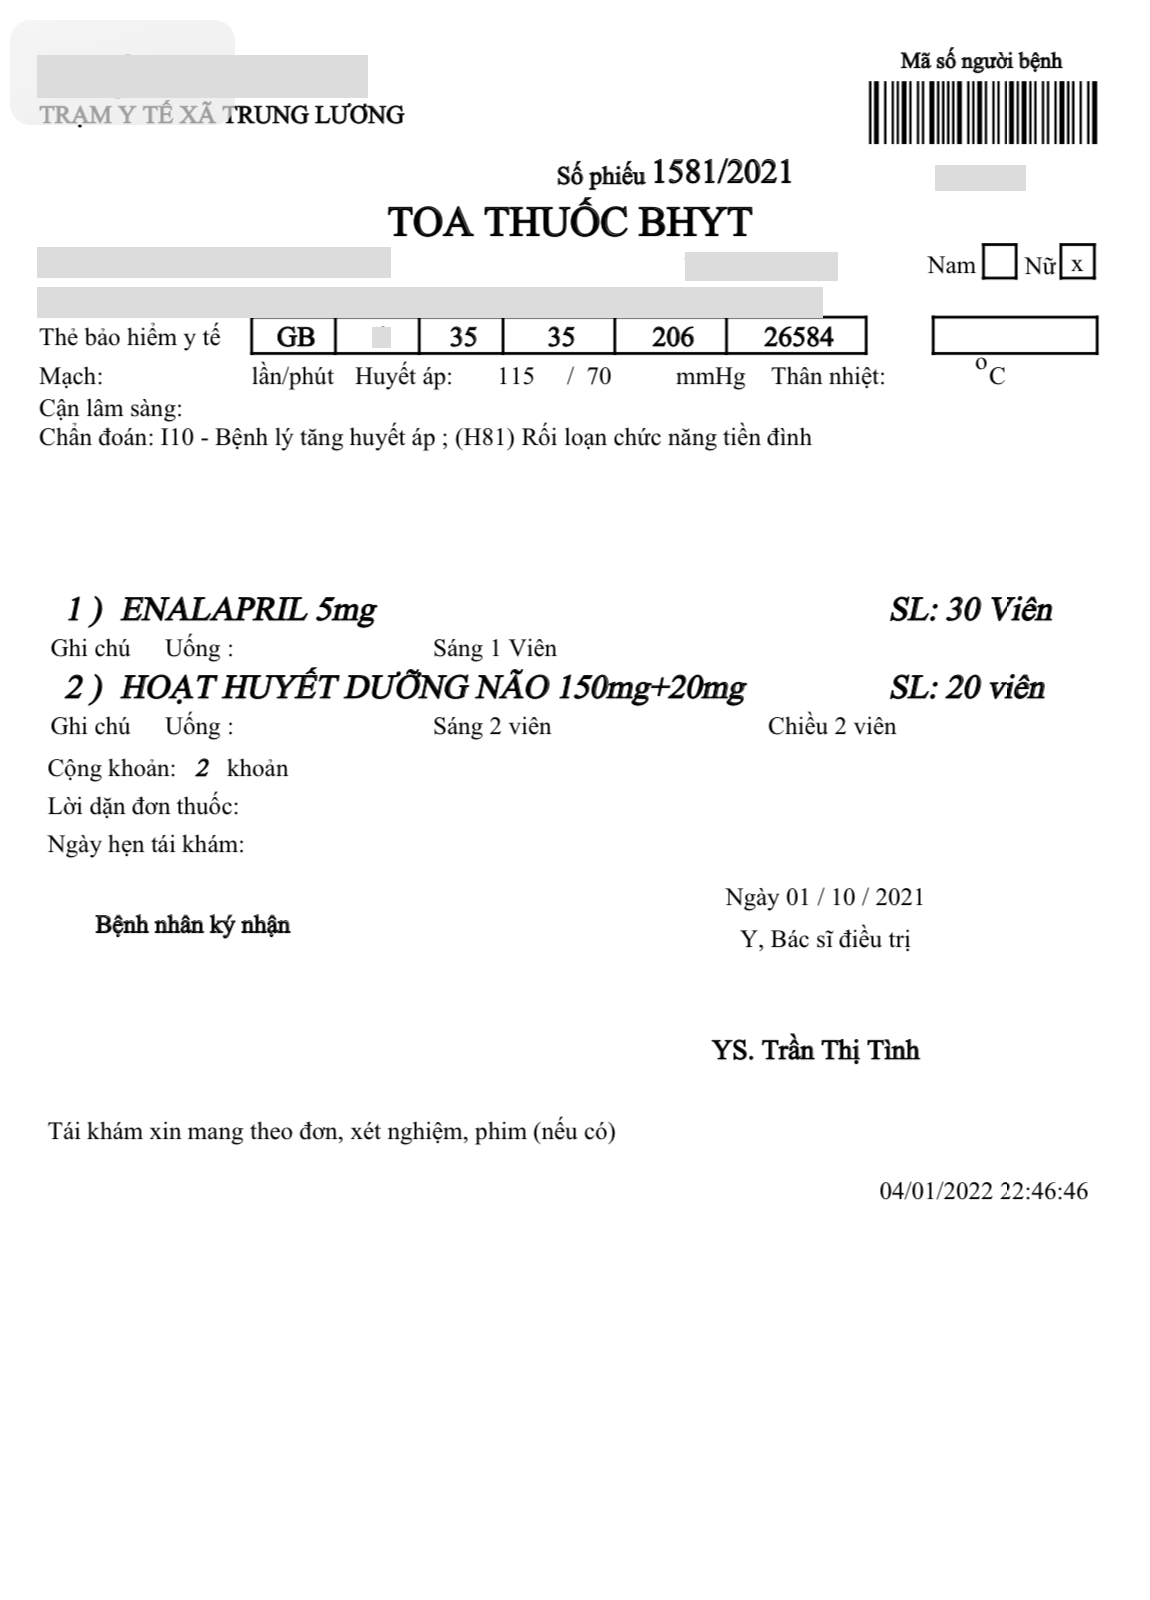 Mã số người bệnh
TRẠM Y TẾ XÃ TRUNG LƯƠNG
Số phiếu 1581/2021
TOA THUỐC BHYT
Nam Nữ x
Thẻ bảo hiểm y tế GB 35 35 206 26584
Mạch: lần/phút Huyết áp: 115 / 70 mmHg Thân nhiệt: °C
Cận lâm sàng:
Chẩn đoán: I10 - Bệnh lý tăng huyết áp ; (H81) Rối loạn chức năng tiền đình
1 ) ENALAPRIL 5mg SL: 30 Viên
Ghi chú Uống : Sáng 1 Viên
2 ) HOẠT HUYẾT DƯỠNG NÃO 150mg+20mg SL: 20 viên
Ghi chú Uống : Sáng 2 viên Chiều 2 viên
Cộng khoản: 2 khoản
Lời dặn đơn thuốc:
Ngày hẹn tái khám:
Ngày 01 / 10 / 2021
Bệnh nhân ký nhận
Y, Bác sĩ điều trị
YS. Trần Thị Tình
Tái khám xin mang theo đơn, xét nghiệm, phim (nếu có)
04/01/2022 22:46:46